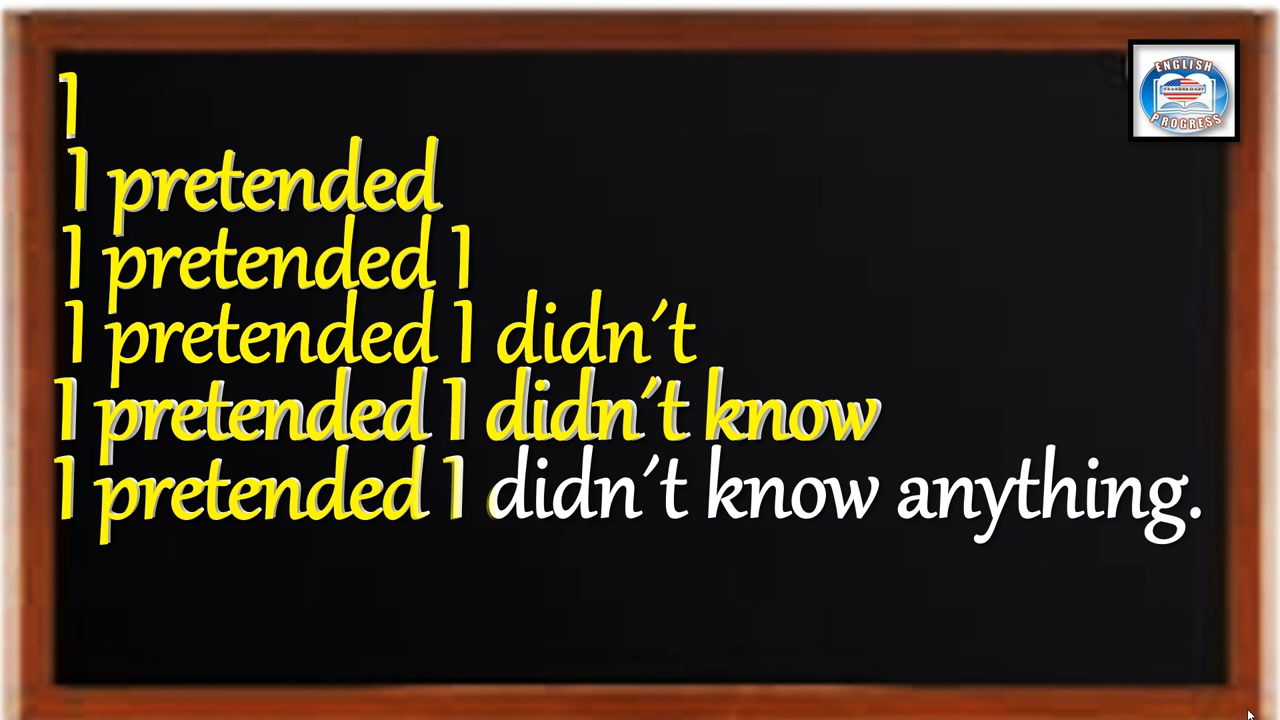 I
I pretended
I pretended I
I pretended I didn´t
I pretended I didn´t know
I pretended I didn´t know anything.
ENGLISH
PROGRESS